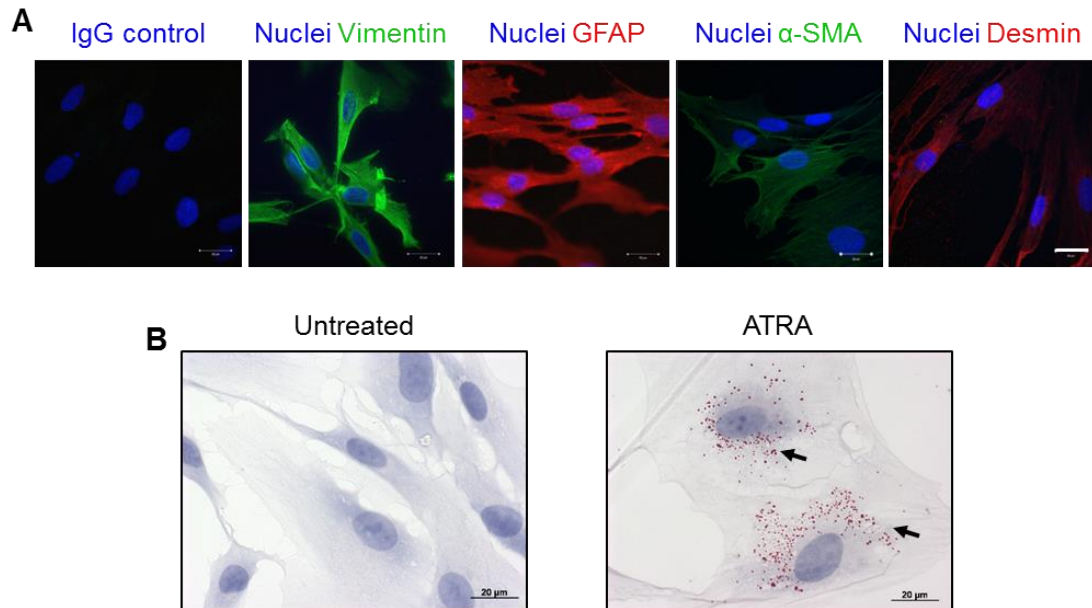 A
IgG control
Nuclei Vimentin
Nuclei GFAP
Nuclei α-SMA
Nuclei Desmin
B
Untreated
ATRA
20 µm
20 µm